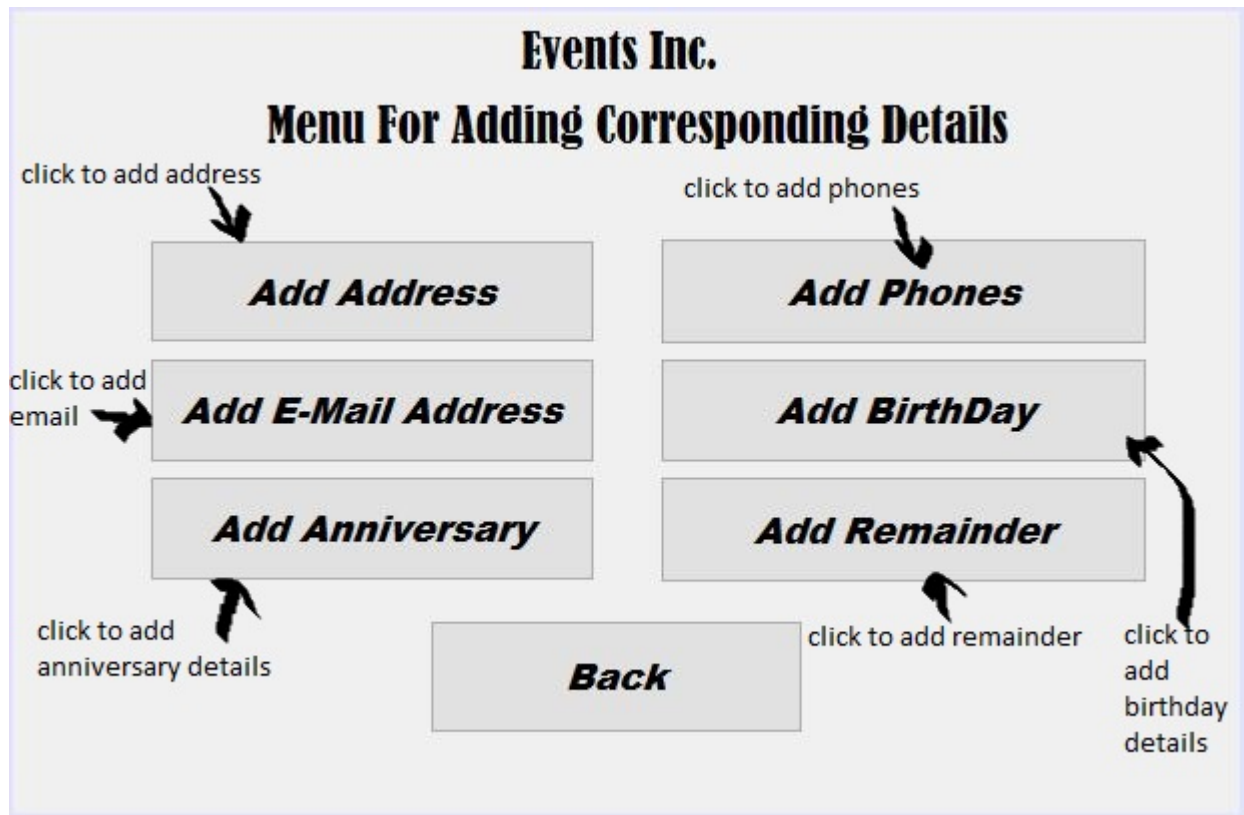 Events Inc.
Menu For Adding Corresponding Details
click to add address
click to add phones
Add Address
Add Phones
click to add
email
Add E-Mail Address
Add BirthDay
Add Anniversary
Add Remainder
click to add
anniversary details
click to add remainder
click to
add
birthday
details
Back